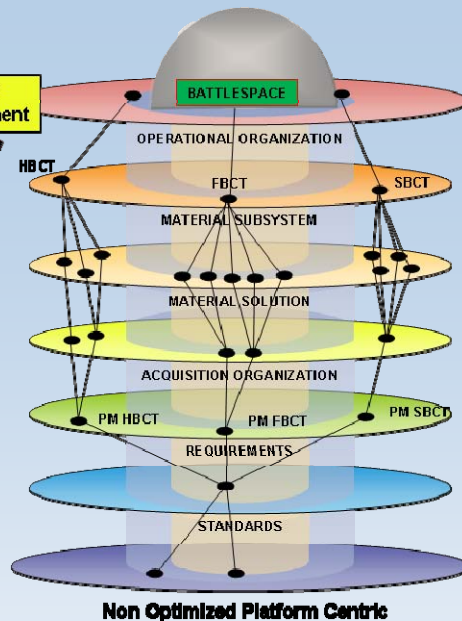 BATTLESPACE
OPERATIONAL ORGANIZATION
HBCT
FBCT
SBCT
MATERIAL SUBSYSTEM
MATERIAL SOLUTION
ACQUISITION ORGANIZATION
PM HBCT
PM FBCT
PM SBCT
REQUIREMENTS
STANDARDS
Non Optimized Platform Centric